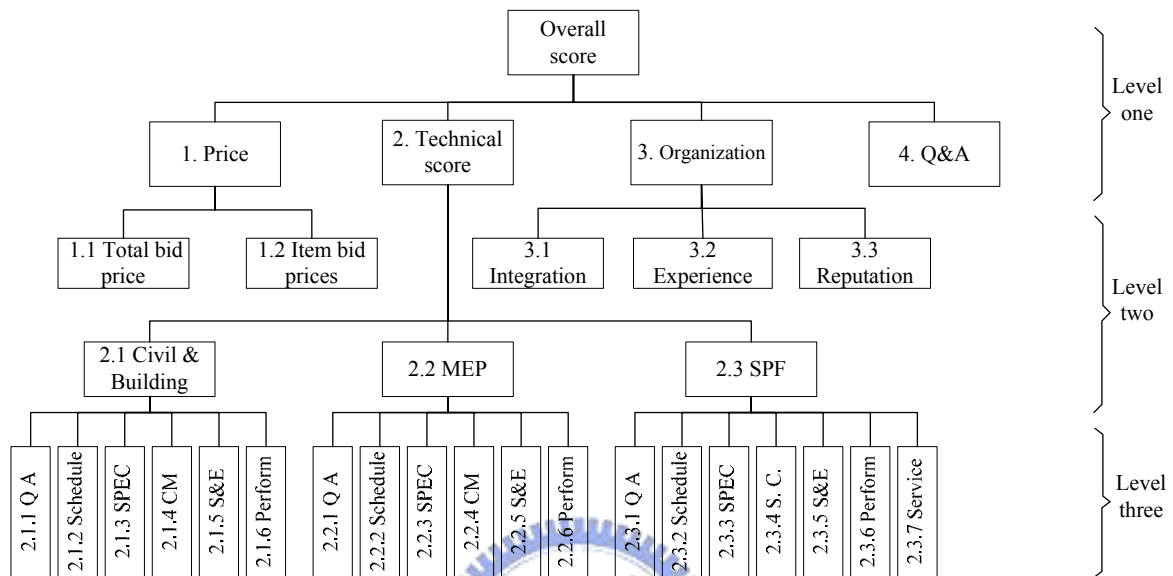 Overall
score
Level
one
1. Price
2. Technical
score
3. Organization
4. Q&A
1.1 Total bid
price
1.2 Item bid
prices
3.1
Integration
3.2
Experience
3.3
Reputation
Level
two
2.1 Civil &
Building
2.2 MEP
2.3 SPF
2.1.1 Q A
2.1.2 Schedule
2.1.3 SPEC
2.1.4 CM
2.1.5 S&E
2.1.6 Perform
2.2.1 Q A
2.2.2 Schedule
2.2.3 SPEC
2.2.4 CM
2.2.5 S&E
2.2.6 Perform
2.3.1 Q A
2.3.2 Schedule
2.3.3 SPEC
2.3.4 S. C.
2.3.5 S&E
2.3.6 Perform
2.3.7 Service
Level
three